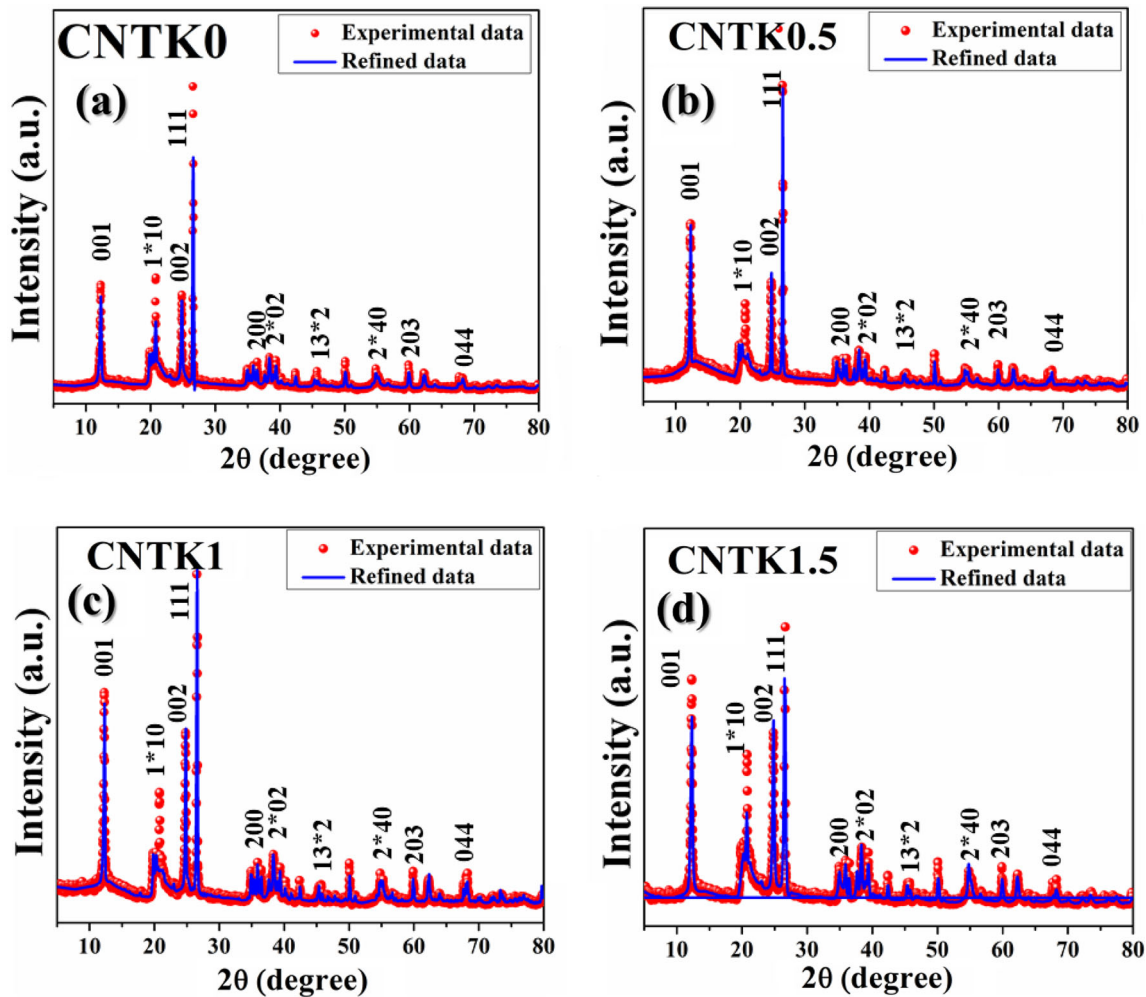 CNTK0
Experimental data
Refined data
(a)
Intensity (a.u.)
001
1*10
002
111
200
2*02
13*2
2*40
203
044
10 20 30 40 50 60 70 80
2θ (degree)
CNTK0.5
Experimental data
Refined data
(b)
Intensity (a.u.)
001
1*10
002
111
200
2*02
13*2
2*40
203
044
10 20 30 40 50 60 70 80
2θ (degree)
CNTK1
Experimental data
Refined data
(c)
Intensity (a.u.)
001
1*10
002
111
200
2*02
13*2
2*40
203
044
10 20 30 40 50 60 70 80
2θ (degree)
CNTK1.5
Experimental data
Refined data
(d)
Intensity (a.u.)
001
1*10
002
111
200
2*02
13*2
2*40
203
044
10 20 30 40 50 60 70 80
2θ (degree)